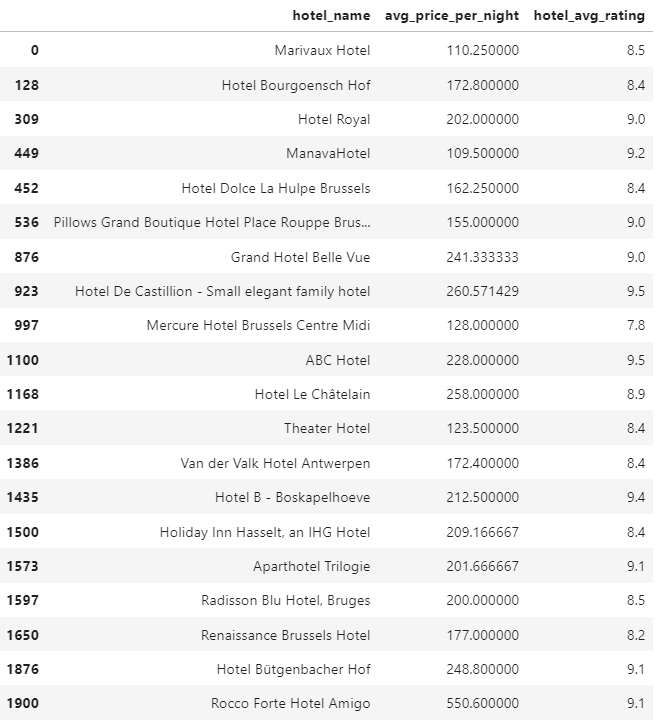 hotel_name avg_price_per_night hotel_avg_rating
0 Marivaux Hotel 110.250000 8.5
128 Hotel Bourgoensch Hof 172.800000 8.4
309 Hotel Royal 202.000000 9.0
449 ManavaHotel 109.500000 9.2
452 Hotel Dolce La Hulpe Brussels 162.250000 8.4
536 Pillows Grand Boutique Hotel Place Rouppe Brus... 155.000000 9.0
876 Grand Hotel Belle Vue 241.333333 9.0
923 Hotel De Castillion - Small elegant family hotel 260.571429 9.5
997 Mercure Hotel Brussels Centre Midi 128.000000 7.8
1100 ABC Hotel 228.000000 9.5
1168 Hotel Le Châtelain 258.000000 8.9
1221 Theater Hotel 123.500000 8.4
1386 Van der Valk Hotel Antwerpen 172.400000 8.4
1435 Hotel B - Boskapelhoeve 212.500000 9.4
1500 Holiday Inn Hasselt, an IHG Hotel 209.166667 8.4
1573 Aparthotel Trilogie 201.666667 9.1
1597 Radisson Blu Hotel, Bruges 200.000000 8.5
1650 Renaissance Brussels Hotel 177.000000 8.2
1876 Hotel Bütgenbacher Hof 248.800000 9.1
1900 Rocco Forte Hotel Amigo 550.600000 9.1